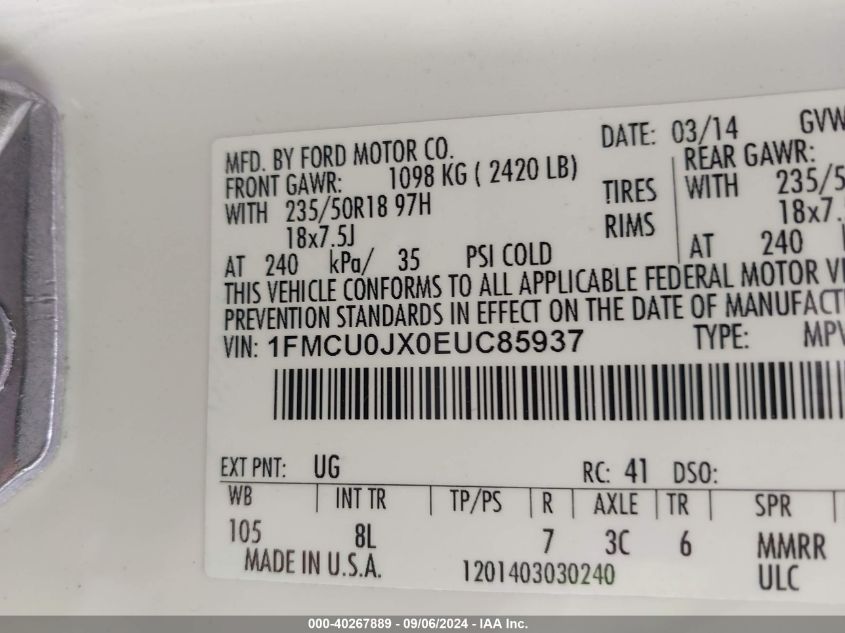 DATE: 03/14 GVW
MFD. BY FORD MOTOR CO.
FRONT GAWR: 1098 KG ( 2420 LB) REAR GAWR:
WITH 235/50R18 97H TIRES WITH 235/5
18x7.5J RIMS 18x7.
AT 240 kPa/ 35 PSI COLD AT 240
THIS VEHICLE CONFORMS TO ALL APPLICABLE FEDERAL MOTOR
PREVENTION STANDARDS IN EFFECT ON THE DATE OF MANUFACT
VIN: 1FMCU0JX0EUC85937 TYPE: MPV
EXT PNT: UG RC: 41 DSO:
WB INT TR TP/PS R AXLE TR SPR
105 8L 7 3C 6 MMRR
MADE IN U.S.A. 1201403030240 ULC
000-40267889 - 09/06/2024 - IAA Inc.